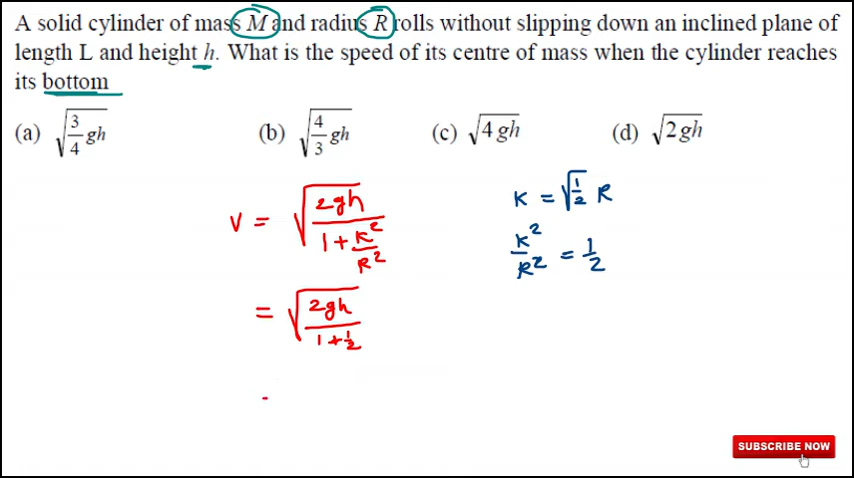 A solid cylinder of mass M and radius R rolls without slipping down an inclined plane of
length L and height h. What is the speed of its centre of mass when the cylinder reaches
its bottom
(a) √(3/4 gh) (b) √(4/3 gh) (c) √(4gh) (d) √(2gh)
V = √(2gh / (1 + K²/R²))
= √(2gh / (1 + 1/2))
K = √(1/2) R
K²/R² = 1/2
SUBSCRIBE NOW